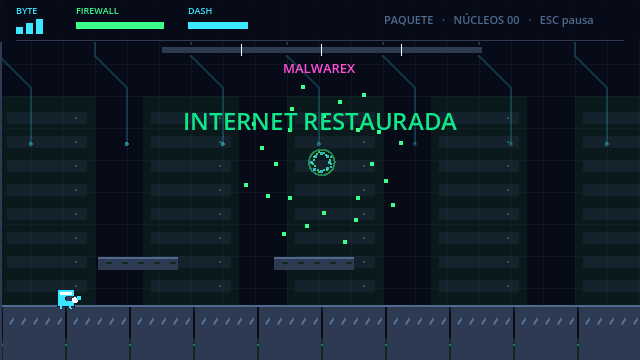 BYTE
FIREWALL
DASH
PAQUETE · NÚCLEOS 00 · ESC pausa
MALWAREX
INTERNET RESTAURADA